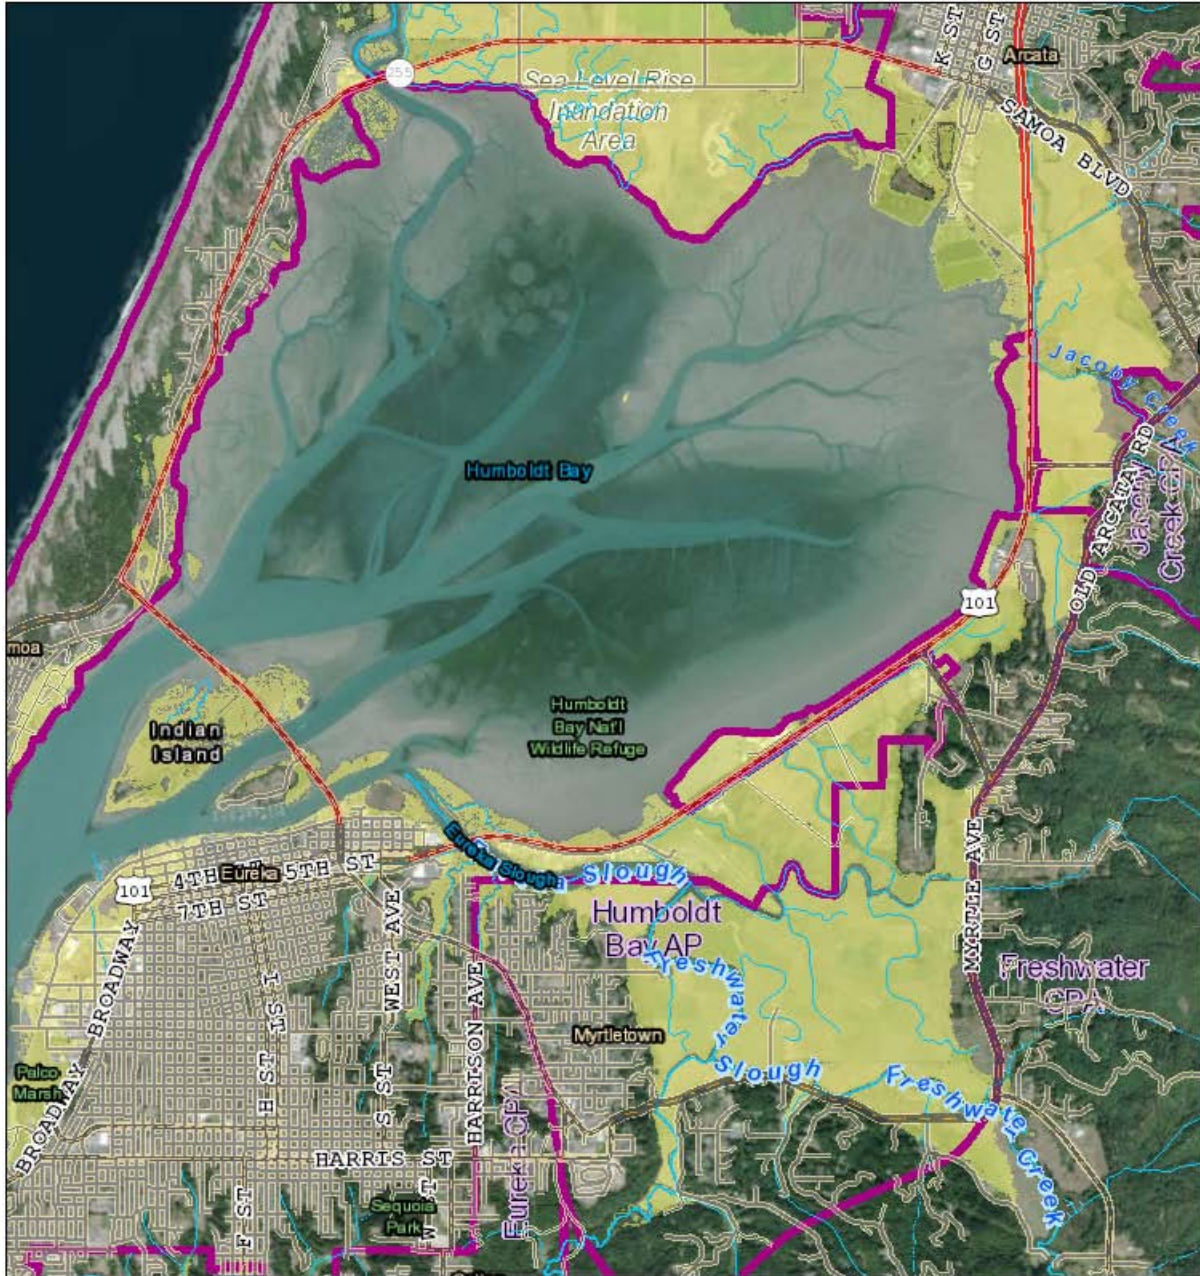 K ST
G ST
Arcata
255
Sea Level Rise
Inundation
Area
SAMOA BLVD
Jacoby Creek
Humboldt Bay
OLD ARCATA RD
Jacoby
Creek CPA
101
moa
Indian
Island
Humboldt
Bay Nat'l
Wildlife Refuge
Eureka Slough
Slough
101
4TH
Eureka
5TH ST
7TH ST
Humboldt
Bay AP
MYRTLE AVE
Freshwater
CPA
WEST AVE
BROADWAY
BROADWAY
I ST
H ST
S ST
HARRISON AVE
Freshwater
Slough
Myrtletown
Palco
Marsh
Freshwate
Creek
HARRIS ST
Eureka CPA
F ST
Sequoia
Park
W ST